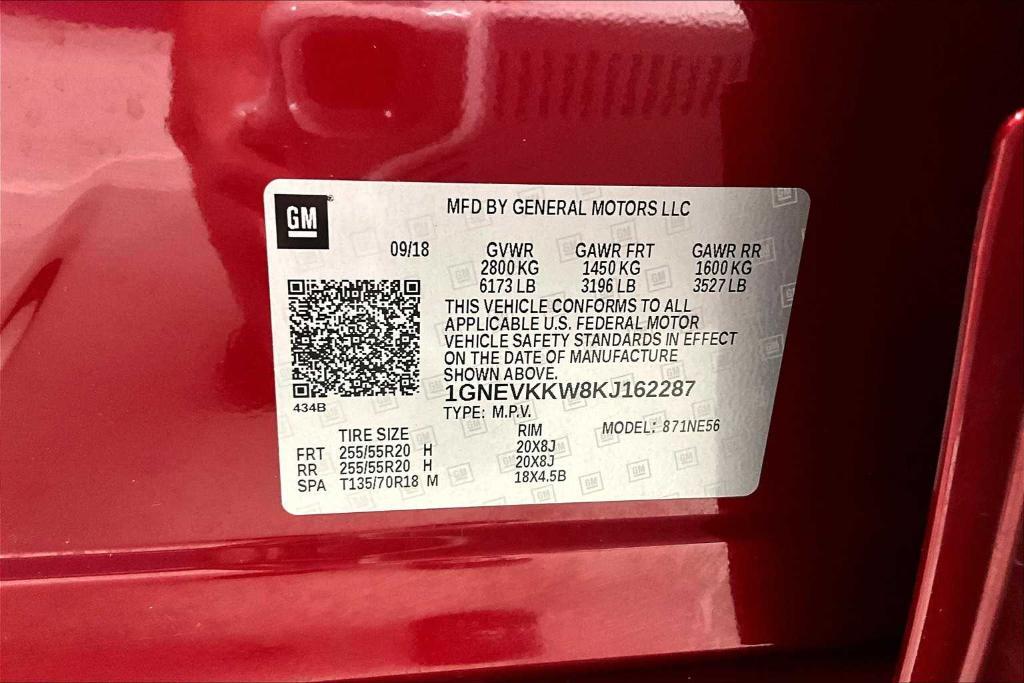 GM
MFD BY GENERAL MOTORS LLC
09/18 GVWR GAWR FRT GAWR RR
2800 KG 1450 KG 1600 KG
6173 LB 3196 LB 3527 LB
THIS VEHICLE CONFORMS TO ALL
APPLICABLE U.S. FEDERAL MOTOR
VEHICLE SAFETY STANDARDS IN EFFECT
ON THE DATE OF MANUFACTURE
SHOWN ABOVE.
1GNEVKKW8KJ162287
434B
TYPE: M.P.V. MODEL: 871NE56
TIRE SIZE RIM
FRT 255/55R20 H 20X8J
RR 255/55R20 H 20X8J
SPA T135/70R18 M 18X4.5B